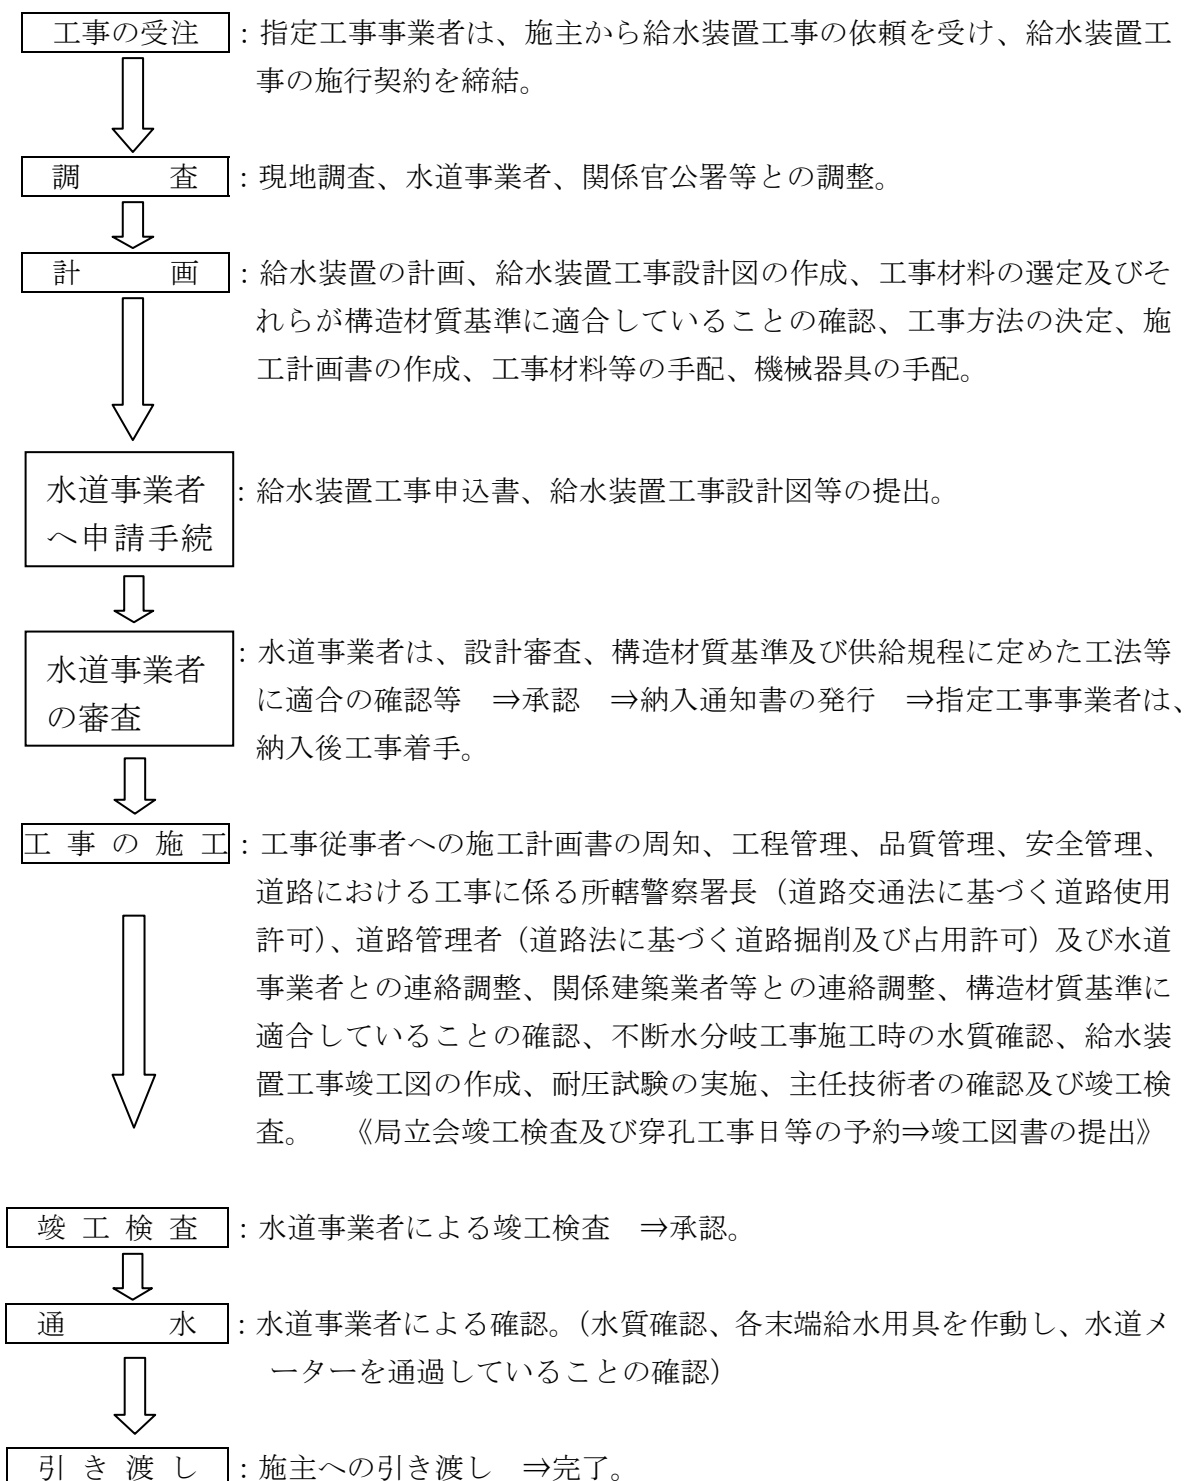 工事の受注：指定工事事業者は、施主から給水装置工事の依頼を受け、給水装置工
事の施行契約を締結。
調　　査：現地調査、水道事業者、関係官公署等との調整。
計　　画：給水装置の計画、給水装置工事設計図の作成、工事材料の選定及びそ
れらが構造材質基準に適合していることの確認、工事方法の決定、施
工計画書の作成、工事材料等の手配、機械器具の手配。
水道事業者
へ申請手続
：給水装置工事申込書、給水装置工事設計図等の提出。
水道事業者
の審査
：水道事業者は、設計審査、構造材質基準及び供給規程に定めた工法等
に適合の確認等　⇒承認　⇒納入通知書の発行　⇒指定工事事業者は、
納入後工事着手。
工事の施工：工事従事者への施工計画書の周知、工程管理、品質管理、安全管理、
道路における工事に係る所轄警察署長（道路交通法に基づく道路使用
許可）、道路管理者（道路法に基づく道路掘削及び占用許可）及び水道
事業者との連絡調整、関係建築業者等との連絡調整、構造材質基準に
適合していることの確認、不断水分岐工事施工時の水質確認、給水装
置工事竣工図の作成、耐圧試験の実施、主任技術者の確認及び竣工検
査。　《局立会竣工検査及び穿孔工事日等の予約⇒竣工図書の提出》
竣工検査：水道事業者による竣工検査　⇒承認。
通　　水：水道事業者による確認。（水質確認、各末端給水用具を作動し、水道メ
ーターを通過していることの確認）
引き渡し：施主への引き渡し　⇒完了。